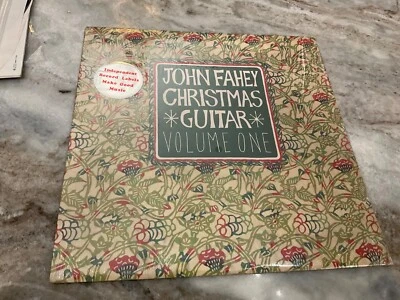 Independent
Record Labels
Make Good
Music
JOHN FAHEY
CHRISTMAS
*GUITAR*
VOLUME ONE